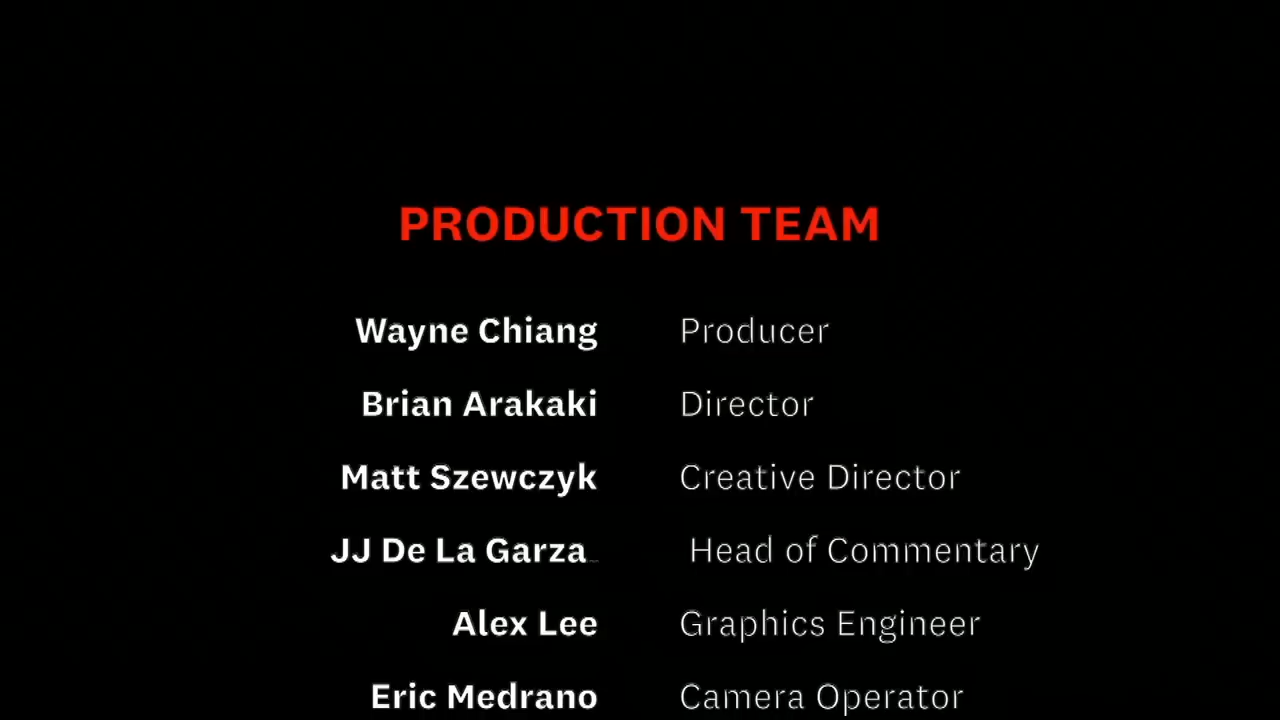 PRODUCTION TEAM
Wayne Chiang Producer
Brian Arakaki Director
Matt Szewczyk Creative Director
JJ De La Garza Head of Commentary
Alex Lee Graphics Engineer
Eric Medrano Camera Operator